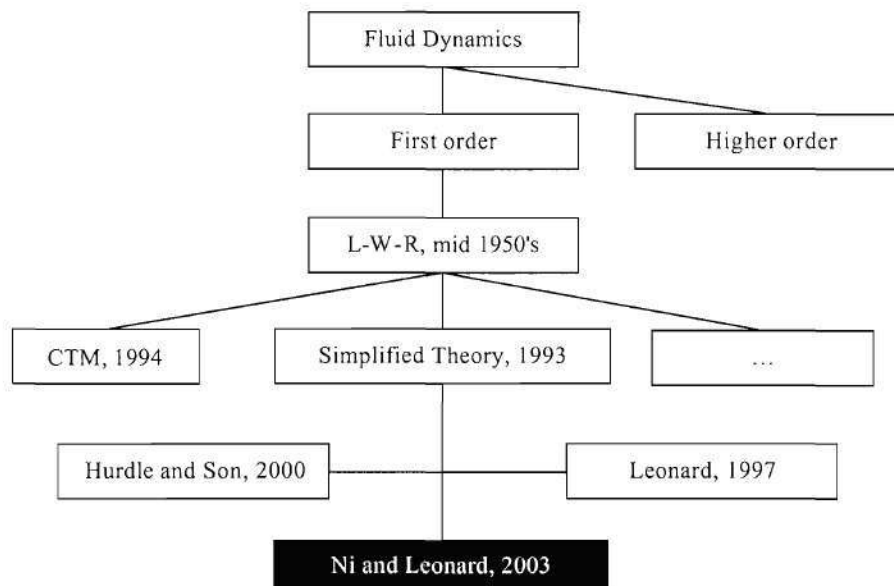 Fluid Dynamics
First order
Higher order
L-W-R, mid 1950's
CTM, 1994
Simplified Theory, 1993
...
Hurdle and Son, 2000
Leonard, 1997
Ni and Leonard, 2003